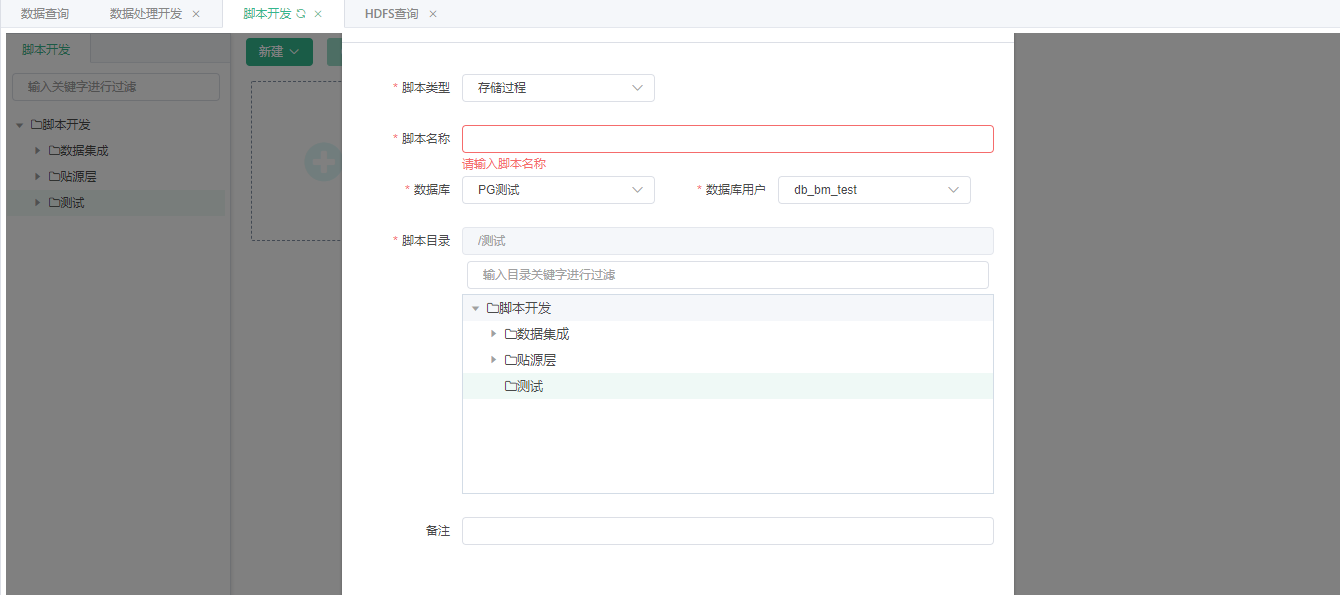 数据查询 数据处理开发 × 脚本开发 × HDFS查询 ×
脚本开发 新建
输入关键字进行过滤
脚本开发
数据集成
贴源层
测试
* 脚本类型 存储过程
* 脚本名称
请输入脚本名称
* 数据库 PG测试 * 数据库用户 db_bm_test
* 脚本目录 /测试
输入目录关键字进行过滤
脚本开发
数据集成
贴源层
测试
备注